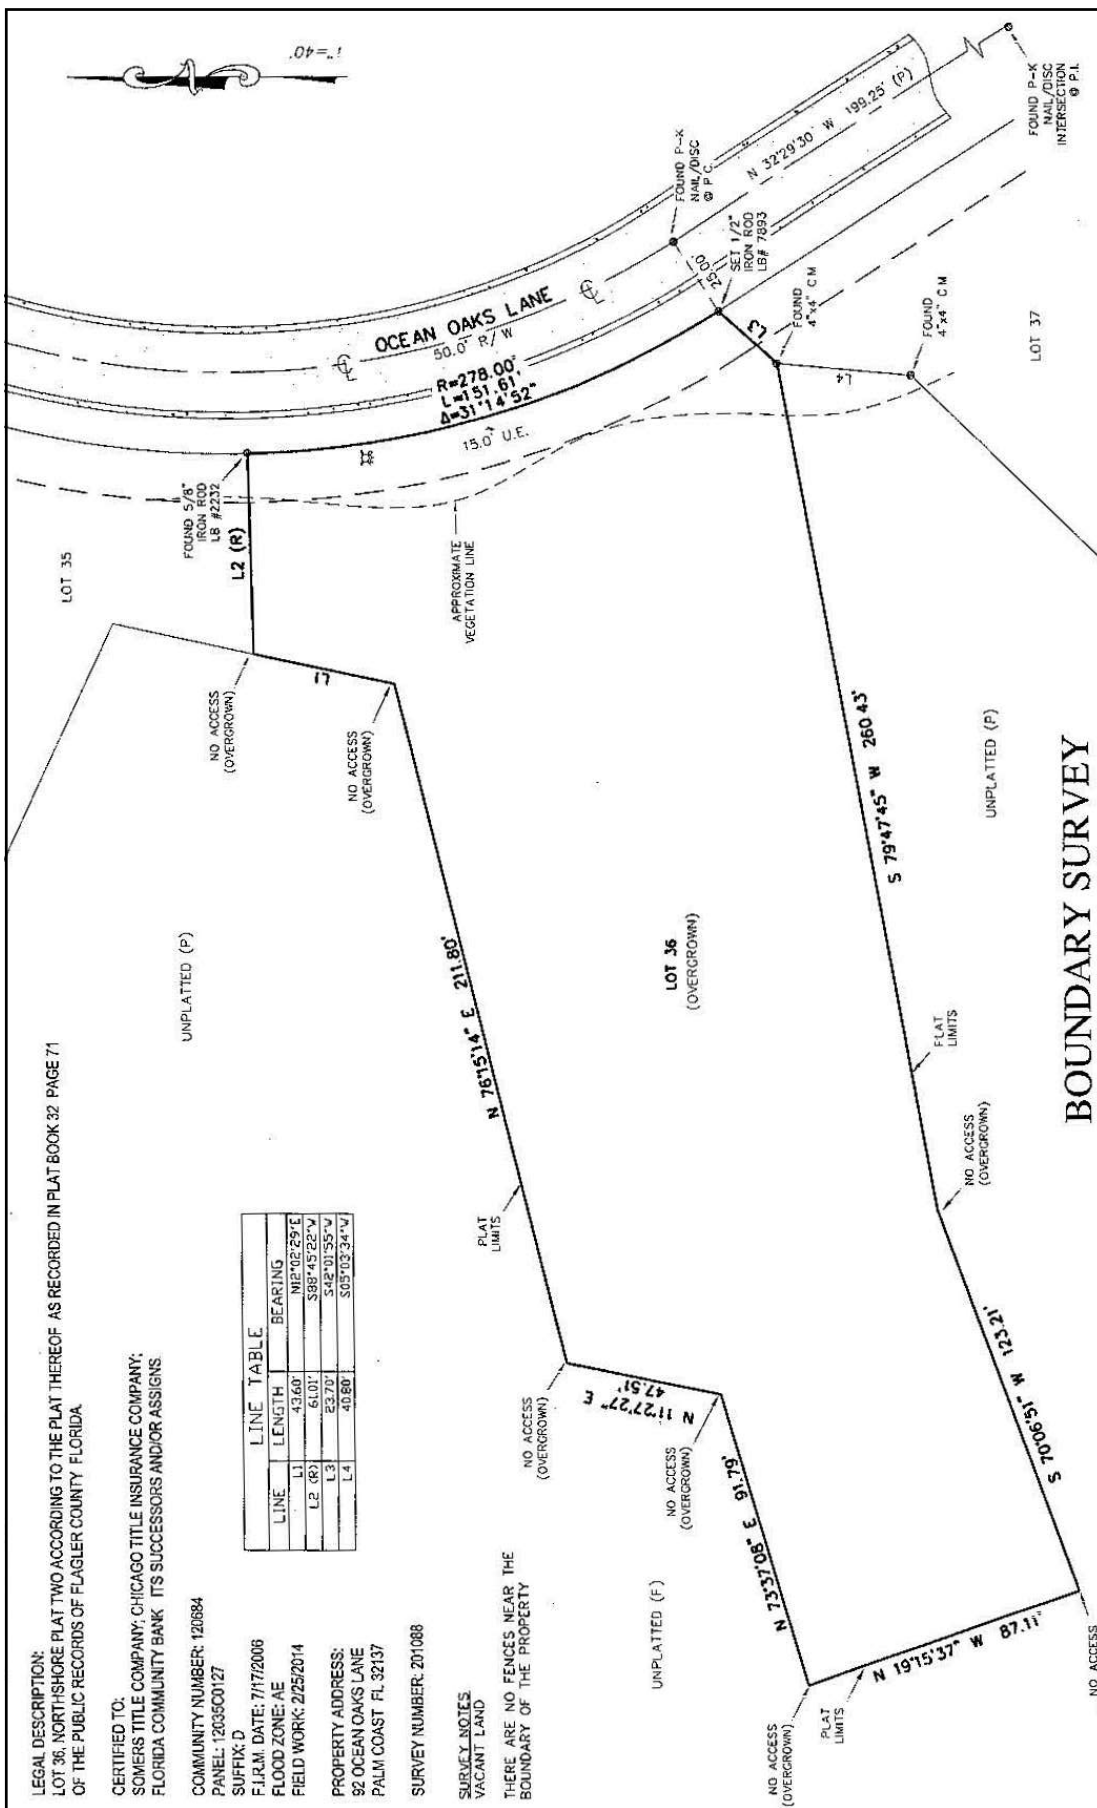 LEGAL DESCRIPTION:
LOT 36, NORTHSHORE PLAT TWO ACCORDING TO THE PLAT THEREOF AS RECORDED IN PLAT BOOK 32 PAGE 71
OF THE PUBLIC RECORDS OF FLAGLER COUNTY FLORIDA.
CERTIFIED TO:
SOMERS TITLE COMPANY; CHICAGO TITLE INSURANCE COMPANY;
FLORIDA COMMUNITY BANK ITS SUCCESSORS AND/OR ASSIGNS
COMMUNITY NUMBER: 120684
PANEL: 12035C0127
SUFFIX: D
F.I.R.M. DATE: 7/17/2006
FLOOD ZONE: AE
FIELD WORK: 2/25/2014
PROPERTY ADDRESS:
92 OCEAN OAKS LANE
PALM COAST FL 32137
SURVEY NUMBER: 201088
SURVEY NOTES
VACANT LAND
THERE ARE NO FENCES NEAR THE
BOUNDARY OF THE PROPERTY
LINE TABLE
LINE LENGTH BEARING
L1 43.60' N12°02'29"E
L2 (R) 61.01' S88°45'22"W
L3 23.70' S42°01'55"W
L4 40.80' S05°03'34"W
1"=40'
N
LOT 35
UNPLATTED (P)
NO ACCESS
(OVERGROWN)
L1
NO ACCESS
(OVERGROWN)
FOUND 5/8"
IRON ROD
LB #2232
L2 (R)
OCEAN OAKS LANE
50.0' R/W
R=278.00'
L=151.61'
Δ=31°14'52"
15.0' U.E.
APPROXIMATE
VEGETATION LINE
FOUND P-K
NAIL/DISC
@ P.C.
N 32°29'30" W 199.25' (P)
25.00'
SET 1/2"
IRON ROD
LB# 7893
L3
FOUND
4"x4" CM
L4
FOUND
4"x4" CM
FOUND P-K
NAIL/DISC
INTERSECTION
@ P.I.
LOT 37
N 76°15'14" E 211.80'
PLAT
LIMITS
LOT 36
(OVERGROWN)
S 79°47'45" W 260.43'
UNPLATTED (P)
PLAT
LIMITS
NO ACCESS
(OVERGROWN)
NO ACCESS
(OVERGROWN)
N 11°27'27" E
47.51'
NO ACCESS
(OVERGROWN)
N 73°37'08" E 91.79'
UNPLATTED (P)
S 70°06'51" W 123.21'
N 19°15'37" W 87.11'
PLAT
LIMITS
NO ACCESS
(OVERGROWN)
NO ACCESS
BOUNDARY SURVEY